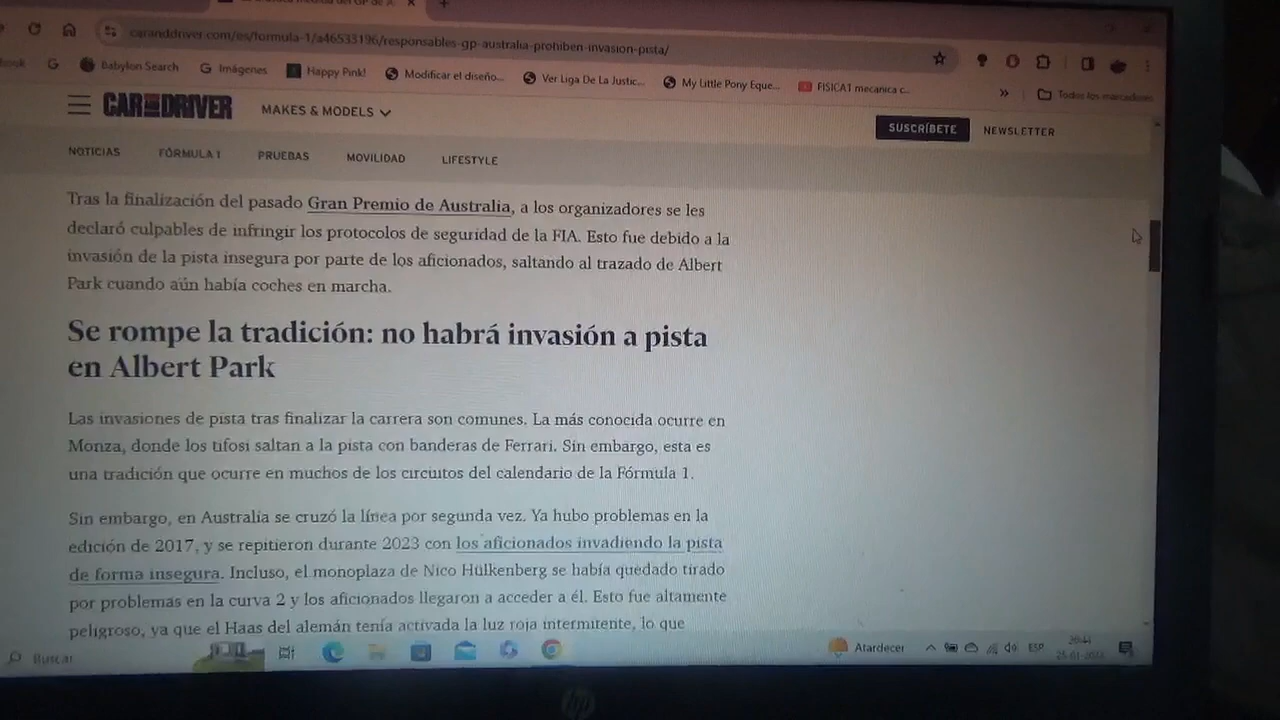 caranddriver.com/es/formula-1/a46533196/responsables-gp-australia-prohiben-invasion-pista/
Babylon Search
Imágenes
Happy Pink!
Modificar el diseño...
Ver Liga De La Justic...
My Little Pony Eque...
FISICA1 mecanica c...
»
Todos los marcadores
CAR AND DRIVER
MAKES & MODELS
SUSCRÍBETE
NEWSLETTER
NOTICIAS
FÓRMULA 1
PRUEBAS
MOVILIDAD
LIFESTYLE
Tras la finalización del pasado Gran Premio de Australia, a los organizadores se les
declaró culpables de infringir los protocolos de seguridad de la FIA. Esto fue debido a la
invasión de la pista insegura por parte de los aficionados, saltando al trazado de Albert
Park cuando aún había coches en marcha.
Se rompe la tradición: no habrá invasión a pista
en Albert Park
Las invasiones de pista tras finalizar la carrera son comunes. La más conocida ocurre en
Monza, donde los tifosi saltan a la pista con banderas de Ferrari. Sin embargo, esta es
una tradición que ocurre en muchos de los circuitos del calendario de la Fórmula 1.
Sin embargo, en Australia se cruzó la línea por segunda vez. Ya hubo problemas en la
edición de 2017, y se repitieron durante 2023 con los aficionados invadiendo la pista
de forma insegura. Incluso, el monoplaza de Nico Hülkenberg se había quedado tirado
por problemas en la curva 2 y los aficionados llegaron a acceder a él. Esto fue altamente
peligroso, ya que el Haas del alemán tenía activada la luz roja intermitente, lo que
Buscar
Atardecer
ESP
hp